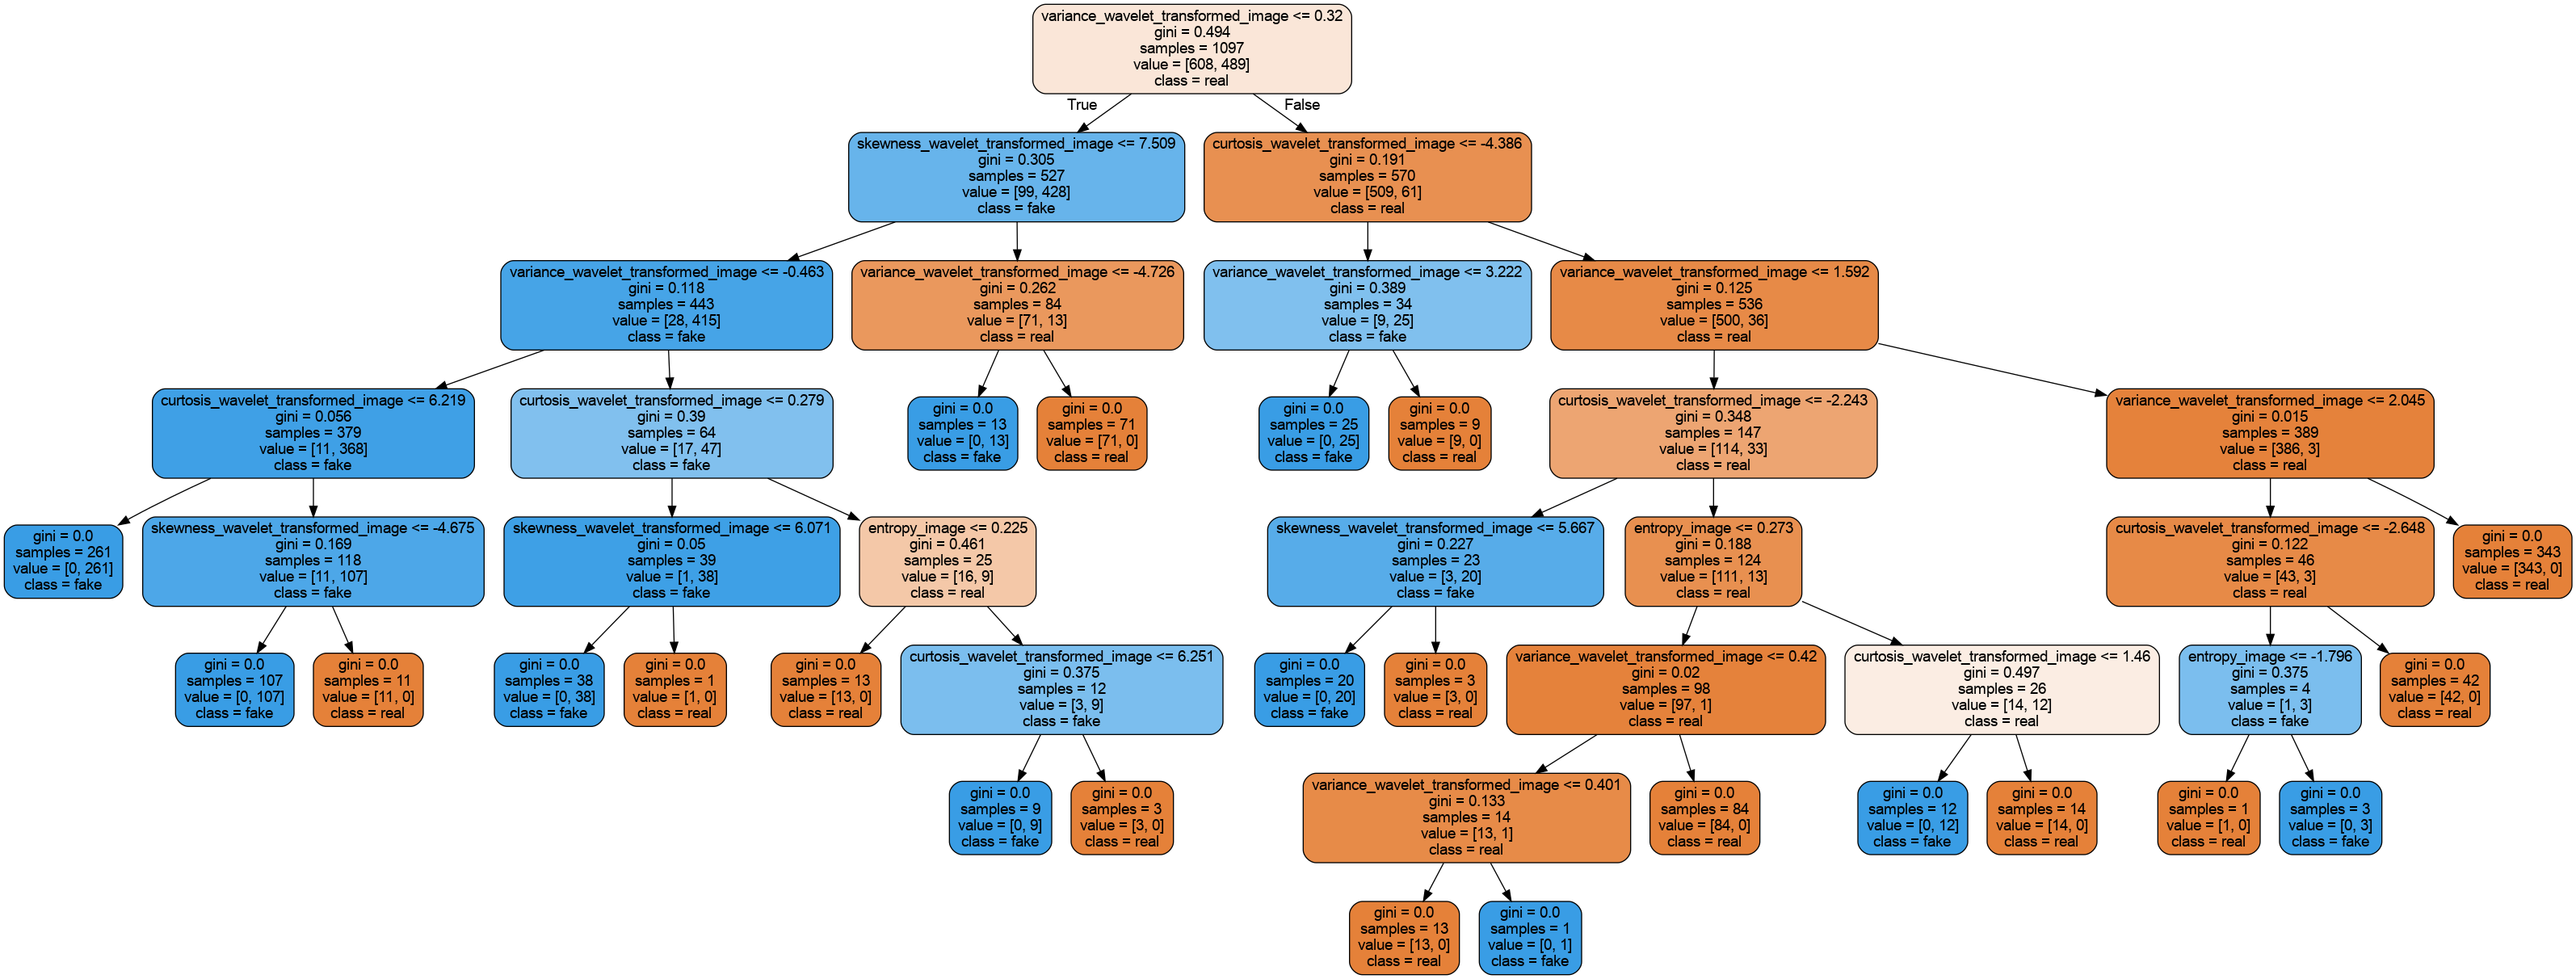 variance_wavelet_transformed_image <= 0.32
gini = 0.494
samples = 1097
value = [608, 489]
class = real
True
False
skewness_wavelet_transformed_image <= 7.509
gini = 0.305
samples = 527
value = [99, 428]
class = fake
curtosis_wavelet_transformed_image <= -4.386
gini = 0.191
samples = 570
value = [509, 61]
class = real
variance_wavelet_transformed_image <= -0.463
gini = 0.118
samples = 443
value = [28, 415]
class = fake
variance_wavelet_transformed_image <= -4.726
gini = 0.262
samples = 84
value = [71, 13]
class = real
variance_wavelet_transformed_image <= 3.222
gini = 0.389
samples = 34
value = [9, 25]
class = fake
variance_wavelet_transformed_image <= 1.592
gini = 0.125
samples = 536
value = [500, 36]
class = real
curtosis_wavelet_transformed_image <= 6.219
gini = 0.056
samples = 379
value = [11, 368]
class = fake
curtosis_wavelet_transformed_image <= 0.279
gini = 0.39
samples = 64
value = [17, 47]
class = fake
gini = 0.0
samples = 13
value = [0, 13]
class = fake
gini = 0.0
samples = 71
value = [71, 0]
class = real
gini = 0.0
samples = 25
value = [0, 25]
class = fake
gini = 0.0
samples = 9
value = [9, 0]
class = real
curtosis_wavelet_transformed_image <= -2.243
gini = 0.348
samples = 147
value = [114, 33]
class = real
variance_wavelet_transformed_image <= 2.045
gini = 0.015
samples = 389
value = [386, 3]
class = real
gini = 0.0
samples = 261
value = [0, 261]
class = fake
skewness_wavelet_transformed_image <= -4.675
gini = 0.169
samples = 118
value = [11, 107]
class = fake
skewness_wavelet_transformed_image <= 6.071
gini = 0.05
samples = 39
value = [1, 38]
class = fake
entropy_image <= 0.225
gini = 0.461
samples = 25
value = [16, 9]
class = real
skewness_wavelet_transformed_image <= 5.667
gini = 0.227
samples = 23
value = [3, 20]
class = fake
entropy_image <= 0.273
gini = 0.188
samples = 124
value = [111, 13]
class = real
curtosis_wavelet_transformed_image <= -2.648
gini = 0.122
samples = 46
value = [43, 3]
class = real
gini = 0.0
samples = 343
value = [343, 0]
class = real
gini = 0.0
samples = 107
value = [0, 107]
class = fake
gini = 0.0
samples = 11
value = [11, 0]
class = real
gini = 0.0
samples = 38
value = [0, 38]
class = fake
gini = 0.0
samples = 1
value = [1, 0]
class = real
gini = 0.0
samples = 13
value = [13, 0]
class = real
curtosis_wavelet_transformed_image <= 6.251
gini = 0.375
samples = 12
value = [3, 9]
class = fake
gini = 0.0
samples = 20
value = [0, 20]
class = fake
gini = 0.0
samples = 3
value = [3, 0]
class = real
variance_wavelet_transformed_image <= 0.42
gini = 0.02
samples = 98
value = [97, 1]
class = real
curtosis_wavelet_transformed_image <= 1.46
gini = 0.497
samples = 26
value = [14, 12]
class = real
entropy_image <= -1.796
gini = 0.375
samples = 4
value = [1, 3]
class = fake
gini = 0.0
samples = 42
value = [42, 0]
class = real
gini = 0.0
samples = 9
value = [0, 9]
class = fake
gini = 0.0
samples = 3
value = [3, 0]
class = real
variance_wavelet_transformed_image <= 0.401
gini = 0.133
samples = 14
value = [13, 1]
class = real
gini = 0.0
samples = 84
value = [84, 0]
class = real
gini = 0.0
samples = 12
value = [0, 12]
class = fake
gini = 0.0
samples = 14
value = [14, 0]
class = real
gini = 0.0
samples = 1
value = [1, 0]
class = real
gini = 0.0
samples = 3
value = [0, 3]
class = fake
gini = 0.0
samples = 13
value = [13, 0]
class = real
gini = 0.0
samples = 1
value = [0, 1]
class = fake